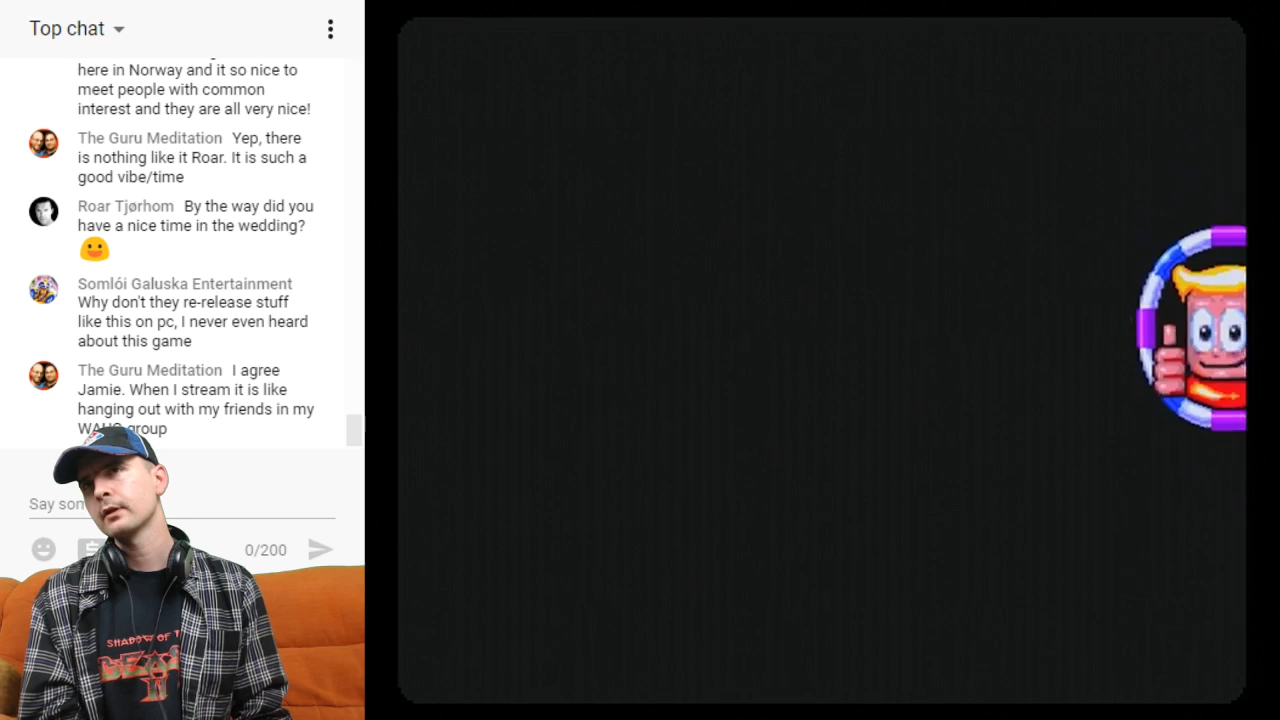 Top chat
here in Norway and it so nice to
meet people with common
interest and they are all very nice!
The Guru Meditation Yep, there
is nothing like it Roar. It is such a
good vibe/time
Roar Tjørhom By the way did you
have a nice time in the wedding?
Somlói Galuska Entertainment
Why don't they re-release stuff
like this on pc, I never even heard
about this game
The Guru Meditation I agree
Jamie. When I stream it is like
hanging out with my friends in my
group
Say
0/200
SHADOW OF
BEAS
II